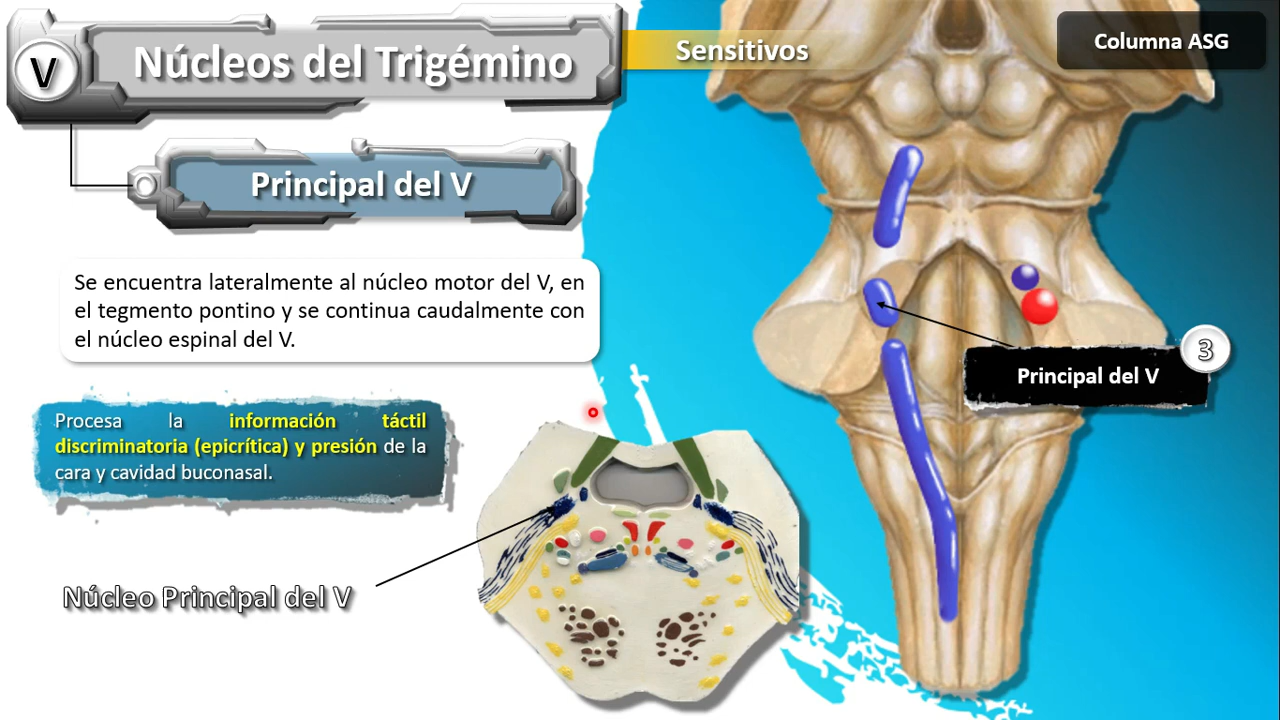 V
Núcleos del Trigémino
Sensitivos
Columna ASG
Principal del V
Se encuentra lateralmente al núcleo motor del V, en
el tegmento pontino y se continua caudalmente con
el núcleo espinal del V.
3
Principal del V
Procesa la información táctil
discriminatoria (epicrítica) y presión de la
cara y cavidad buconasal.
Núcleo Principal del V